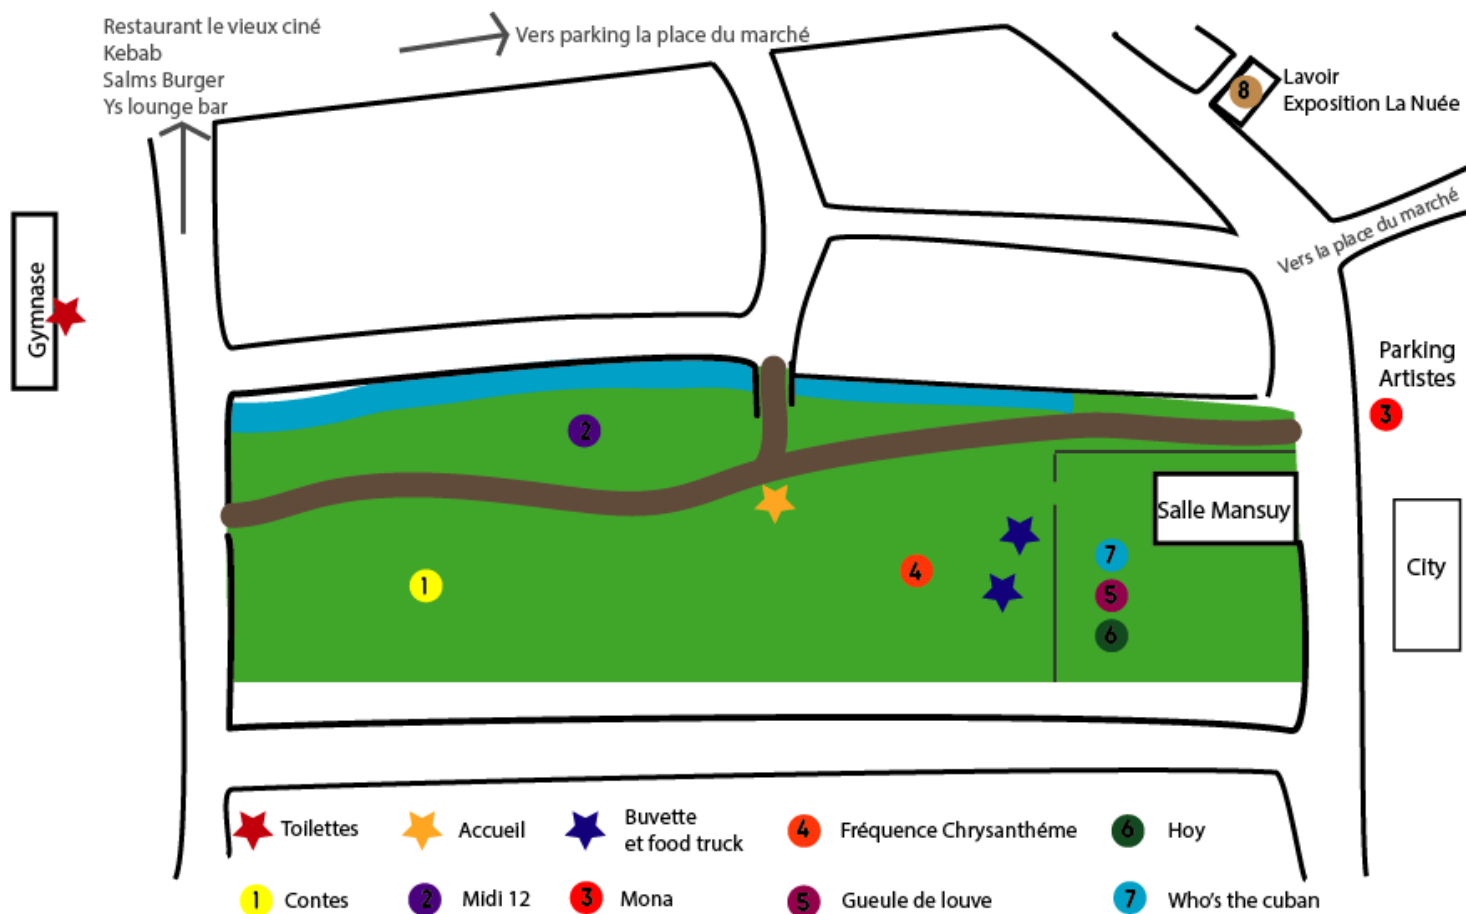 Restaurant le vieux ciné
Kebab
Salms Burger
Ys lounge bar
Vers parking la place du marché
8
Lavoir
Exposition La Nuée
Vers la place du marché
Gymnase
Parking
Artistes
3
2
Salle Mansuy
City
1
4
7
5
6
Toilettes
Accueil
Buvette
et food truck
4 Fréquence Chrysanthéme
6 Hoy
1 Contes
2 Midi 12
3 Mona
5 Gueule de louve
7 Who's the cuban